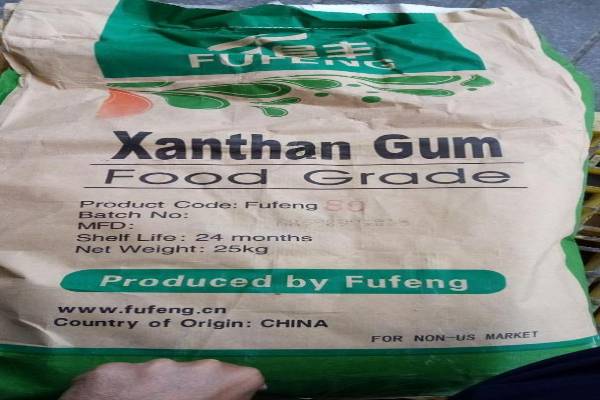 FUFENG
Xanthan Gum
Food Grade
Product Code: Fufeng 80
Batch No:
MFD:
Shelf Life: 24 months
Net Weight: 25kg
Produced by Fufeng
www.fufeng.cn
Country of Origin: CHINA
FOR NON-US MARKET